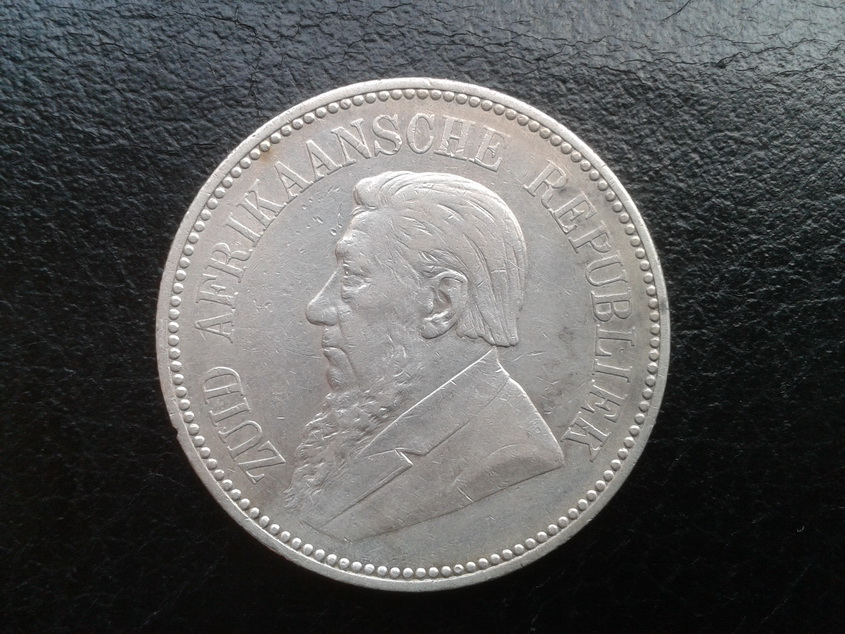 ZUID AFRIKAANSCHE REPUBLIEK